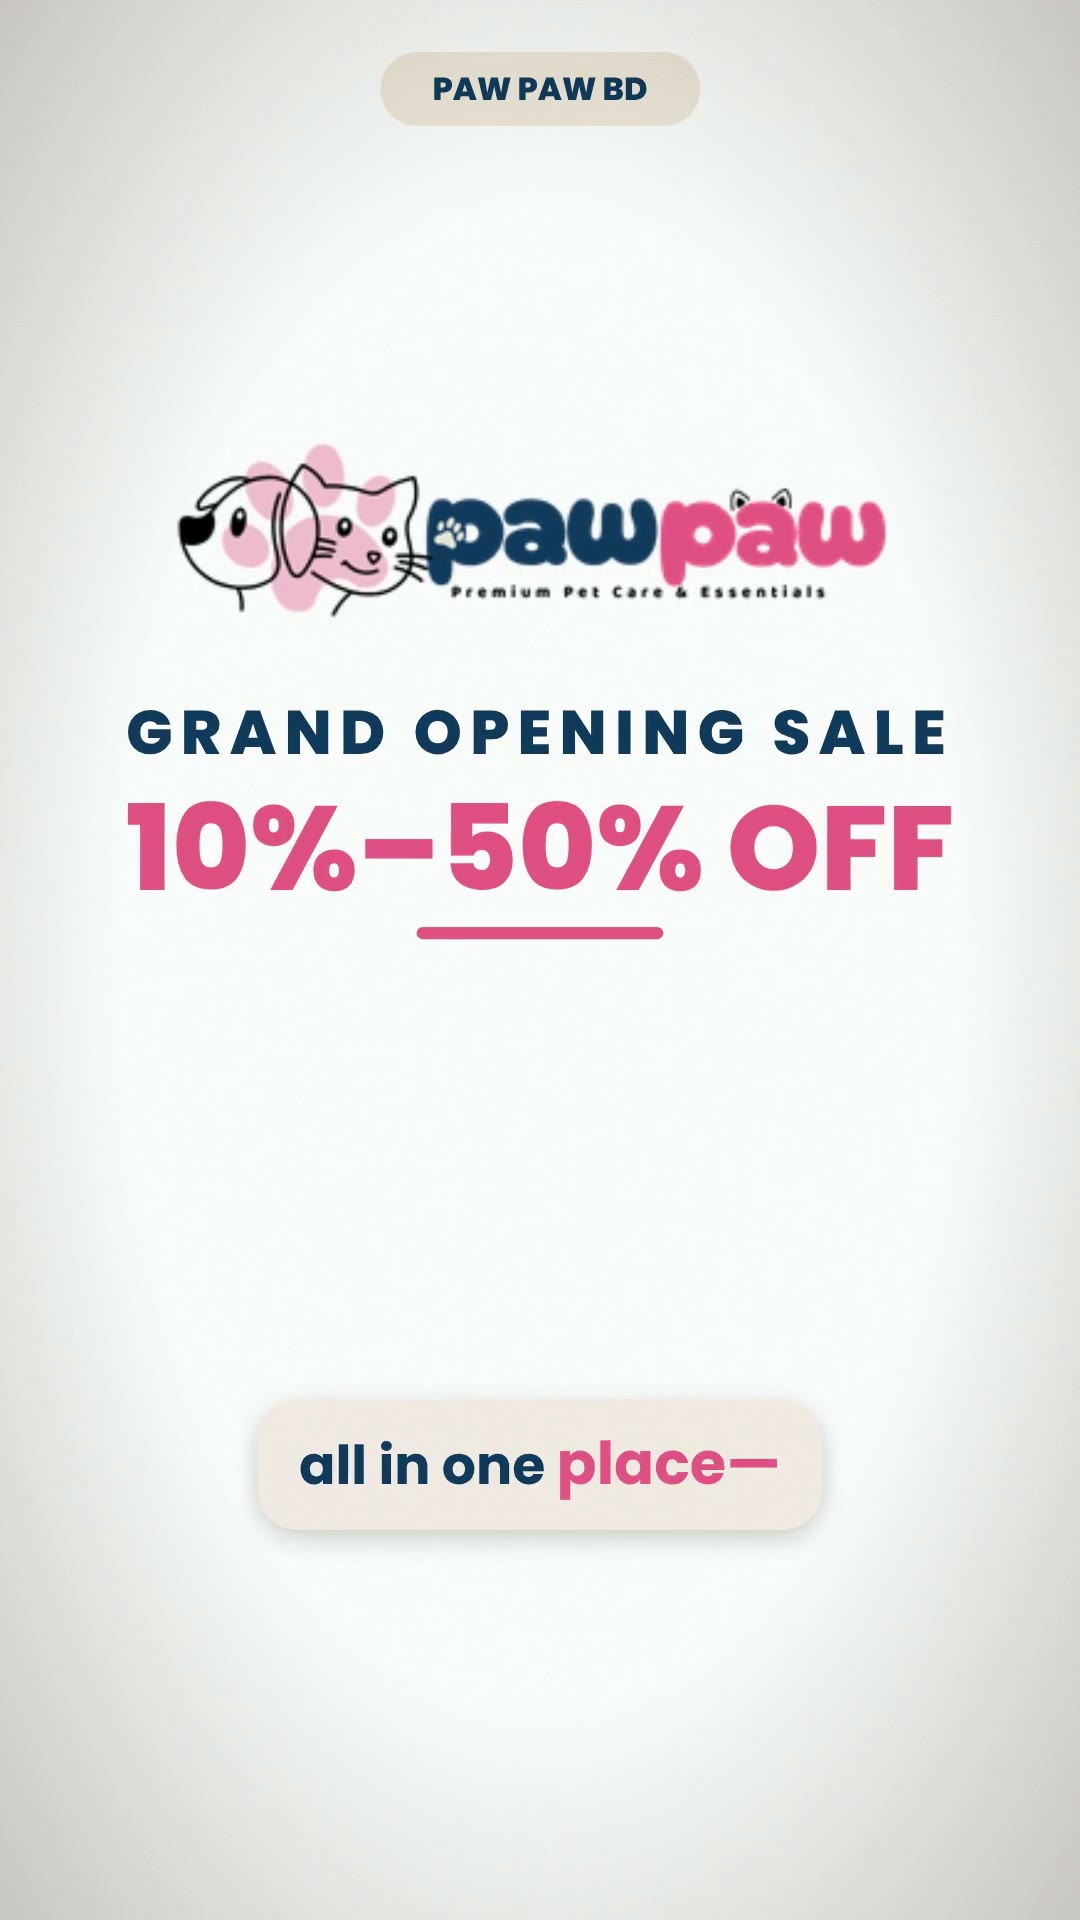 PAW PAW BD
pawpaw
Premium Pet Care & Essentials
GRAND OPENING SALE
10%–50% OFF
all in one place—